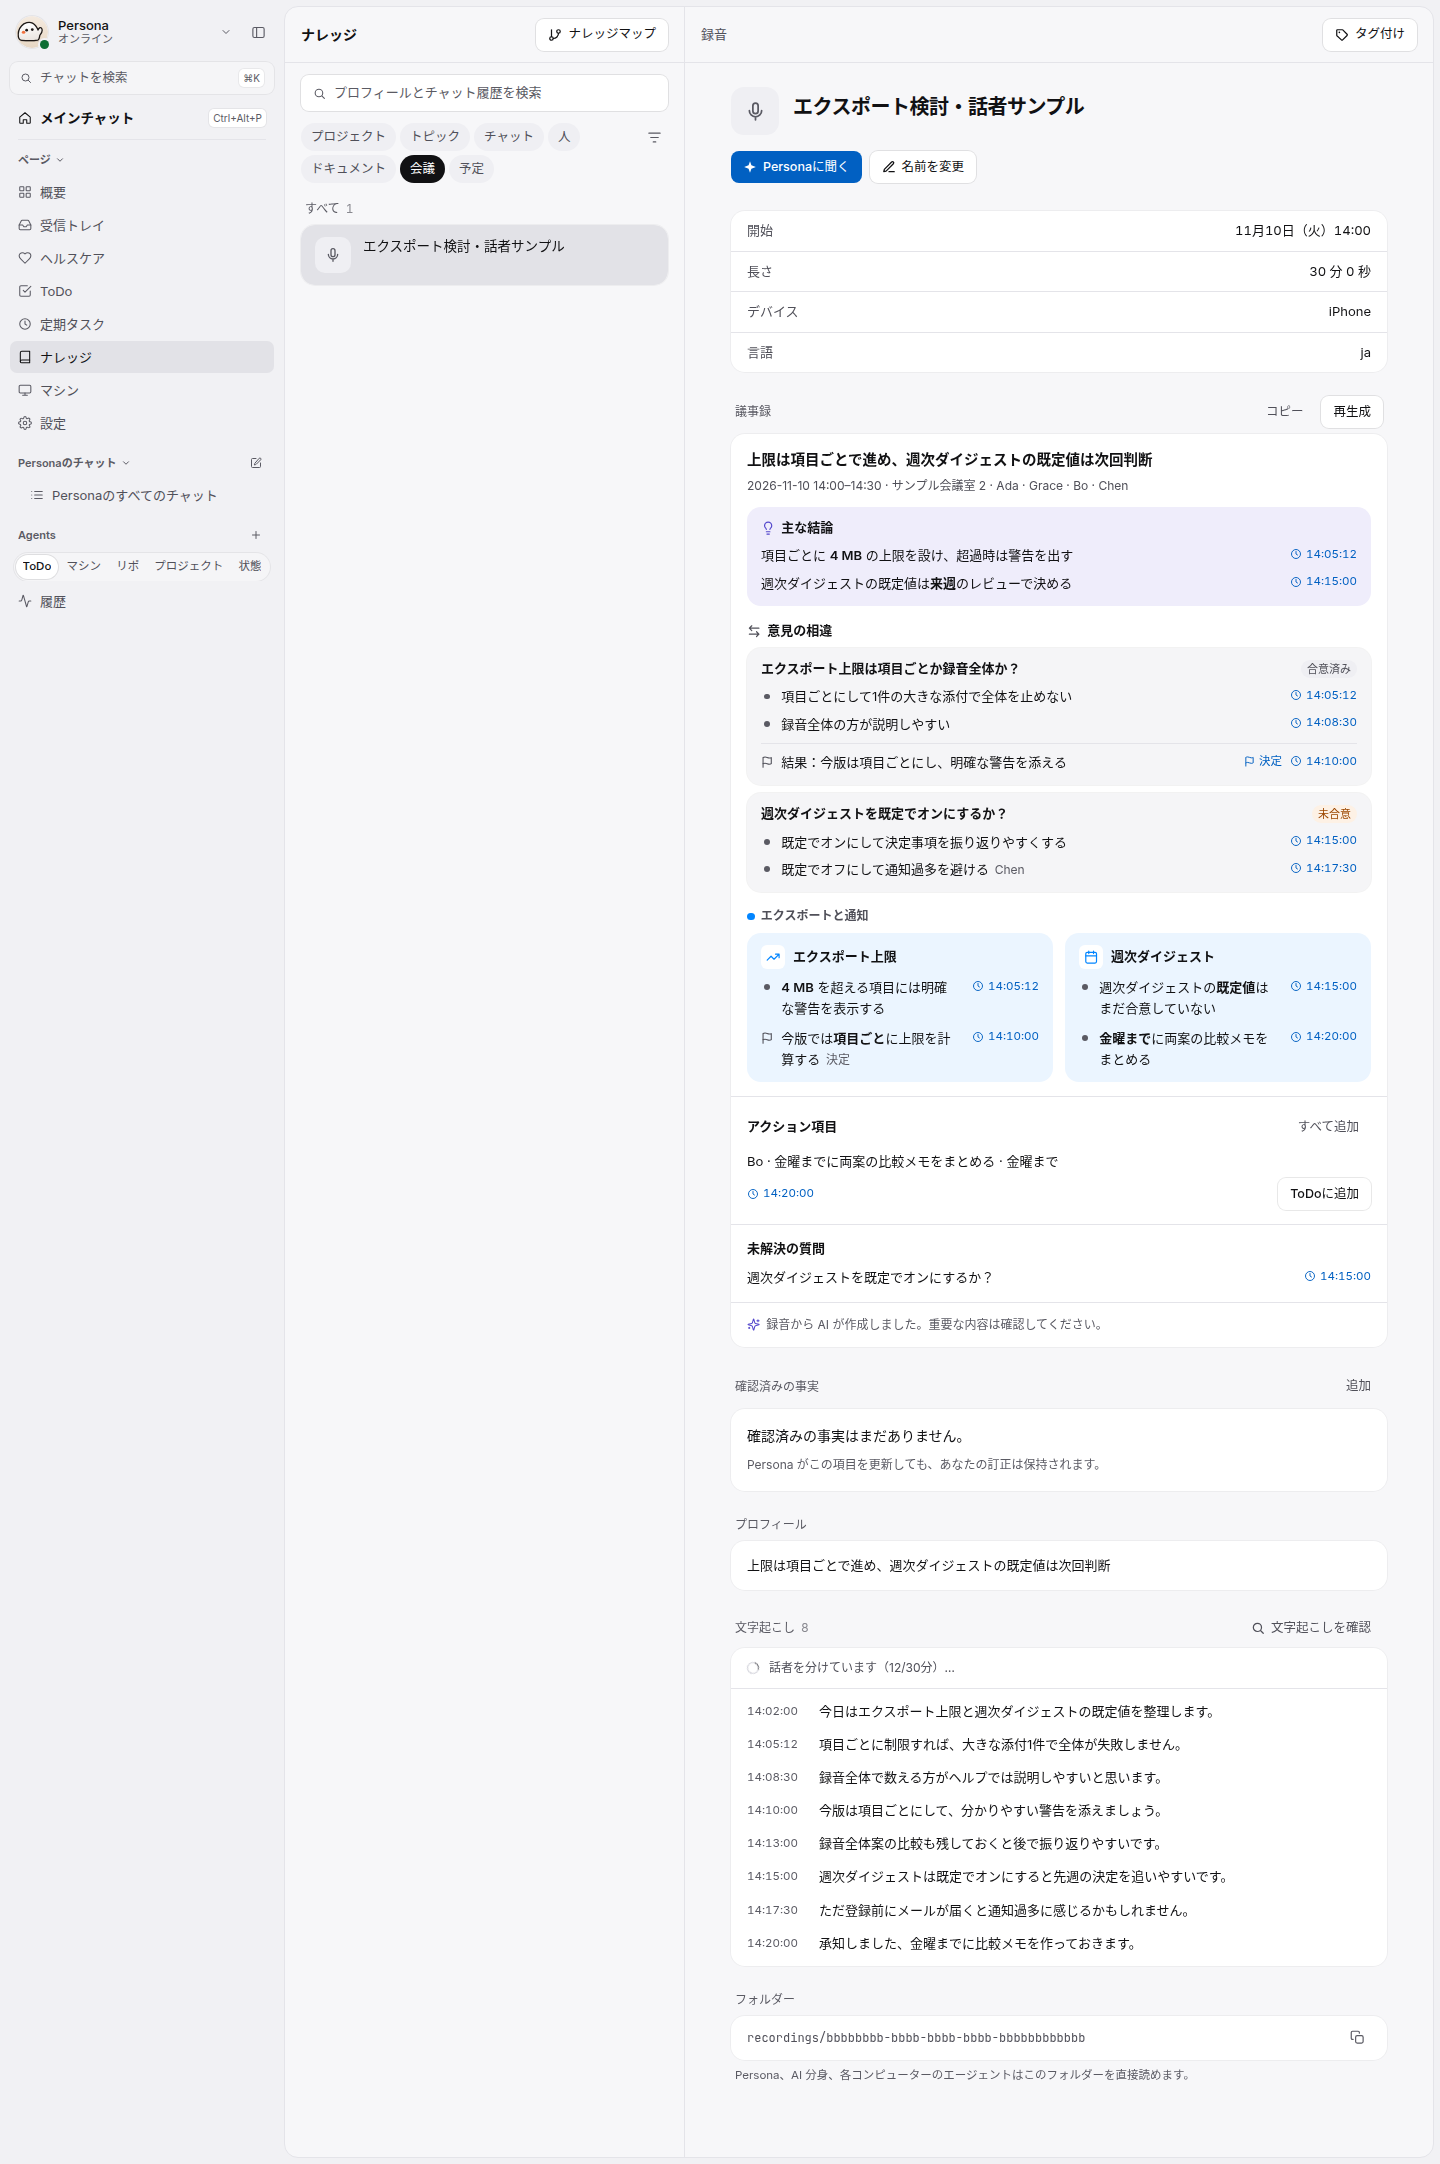 Persona
オンライン
チャットを検索
⌘K
メインチャット
Ctrl+Alt+P
ページ
概要
受信トレイ
ヘルスケア
ToDo
定期タスク
ナレッジ
マシン
設定
Personaのチャット
Personaのすべてのチャット
Agents
ToDo マシン リポ プロジェクト 状態
履歴
ナレッジ
ナレッジマップ
プロフィールとチャット履歴を検索
プロジェクト トピック チャット 人
ドキュメント 会議 予定
すべて 1
エクスポート検討・話者サンプル
録音
タグ付け
エクスポート検討・話者サンプル
Personaに聞く
名前を変更
開始 11月10日（火）14:00
長さ 30 分 0 秒
デバイス iPhone
言語 ja
議事録 コピー 再生成
上限は項目ごとで進め、週次ダイジェストの既定値は次回判断
2026-11-10 14:00–14:30 · サンプル会議室 2 · Ada · Grace · Bo · Chen
主な結論
項目ごとに 4 MB の上限を設け、超過時は警告を出す 14:05:12
週次ダイジェストの既定値は来週のレビューで決める 14:15:00
意見の相違
エクスポート上限は項目ごとか録音全体か？ 合意済み
項目ごとにして1件の大きな添付で全体を止めない 14:05:12
録音全体の方が説明しやすい 14:08:30
結果：今版は項目ごとにし、明確な警告を添える 決定 14:10:00
週次ダイジェストを既定でオンにするか？ 未合意
既定でオンにして決定事項を振り返りやすくする 14:15:00
既定でオフにして通知過多を避ける Chen 14:17:30
エクスポートと通知
エクスポート上限
4 MB を超える項目には明確 14:05:12
な警告を表示する
今版では項目ごとに上限を計 14:10:00
算する 決定
週次ダイジェスト
週次ダイジェストの既定値は 14:15:00
まだ合意していない
金曜までに両案の比較メモを 14:20:00
まとめる
アクション項目 すべて追加
Bo · 金曜までに両案の比較メモをまとめる · 金曜まで
14:20:00 ToDoに追加
未解決の質問
週次ダイジェストを既定でオンにするか？ 14:15:00
録音から AI が作成しました。重要な内容は確認してください。
確認済みの事実 追加
確認済みの事実はまだありません。
Persona がこの項目を更新しても、あなたの訂正は保持されます。
プロフィール
上限は項目ごとで進め、週次ダイジェストの既定値は次回判断
文字起こし 8 文字起こしを確認
話者を分けています（12/30分）…
14:02:00 今日はエクスポート上限と週次ダイジェストの既定値を整理します。
14:05:12 項目ごとに制限すれば、大きな添付1件で全体が失敗しません。
14:08:30 録音全体で数える方がヘルプでは説明しやすいと思います。
14:10:00 今版は項目ごとにして、分かりやすい警告を添えましょう。
14:13:00 録音全体案の比較も残しておくと後で振り返りやすいです。
14:15:00 週次ダイジェストは既定でオンにすると先週の決定を追いやすいです。
14:17:30 ただ登録前にメールが届くと通知過多に感じるかもしれません。
14:20:00 承知しました、金曜までに比較メモを作っておきます。
フォルダー
recordings/bbbbbbbb-bbbb-bbbb-bbbb-bbbbbbbbbbbb
Persona、AI 分身、各コンピューターのエージェントはこのフォルダーを直接読めます。